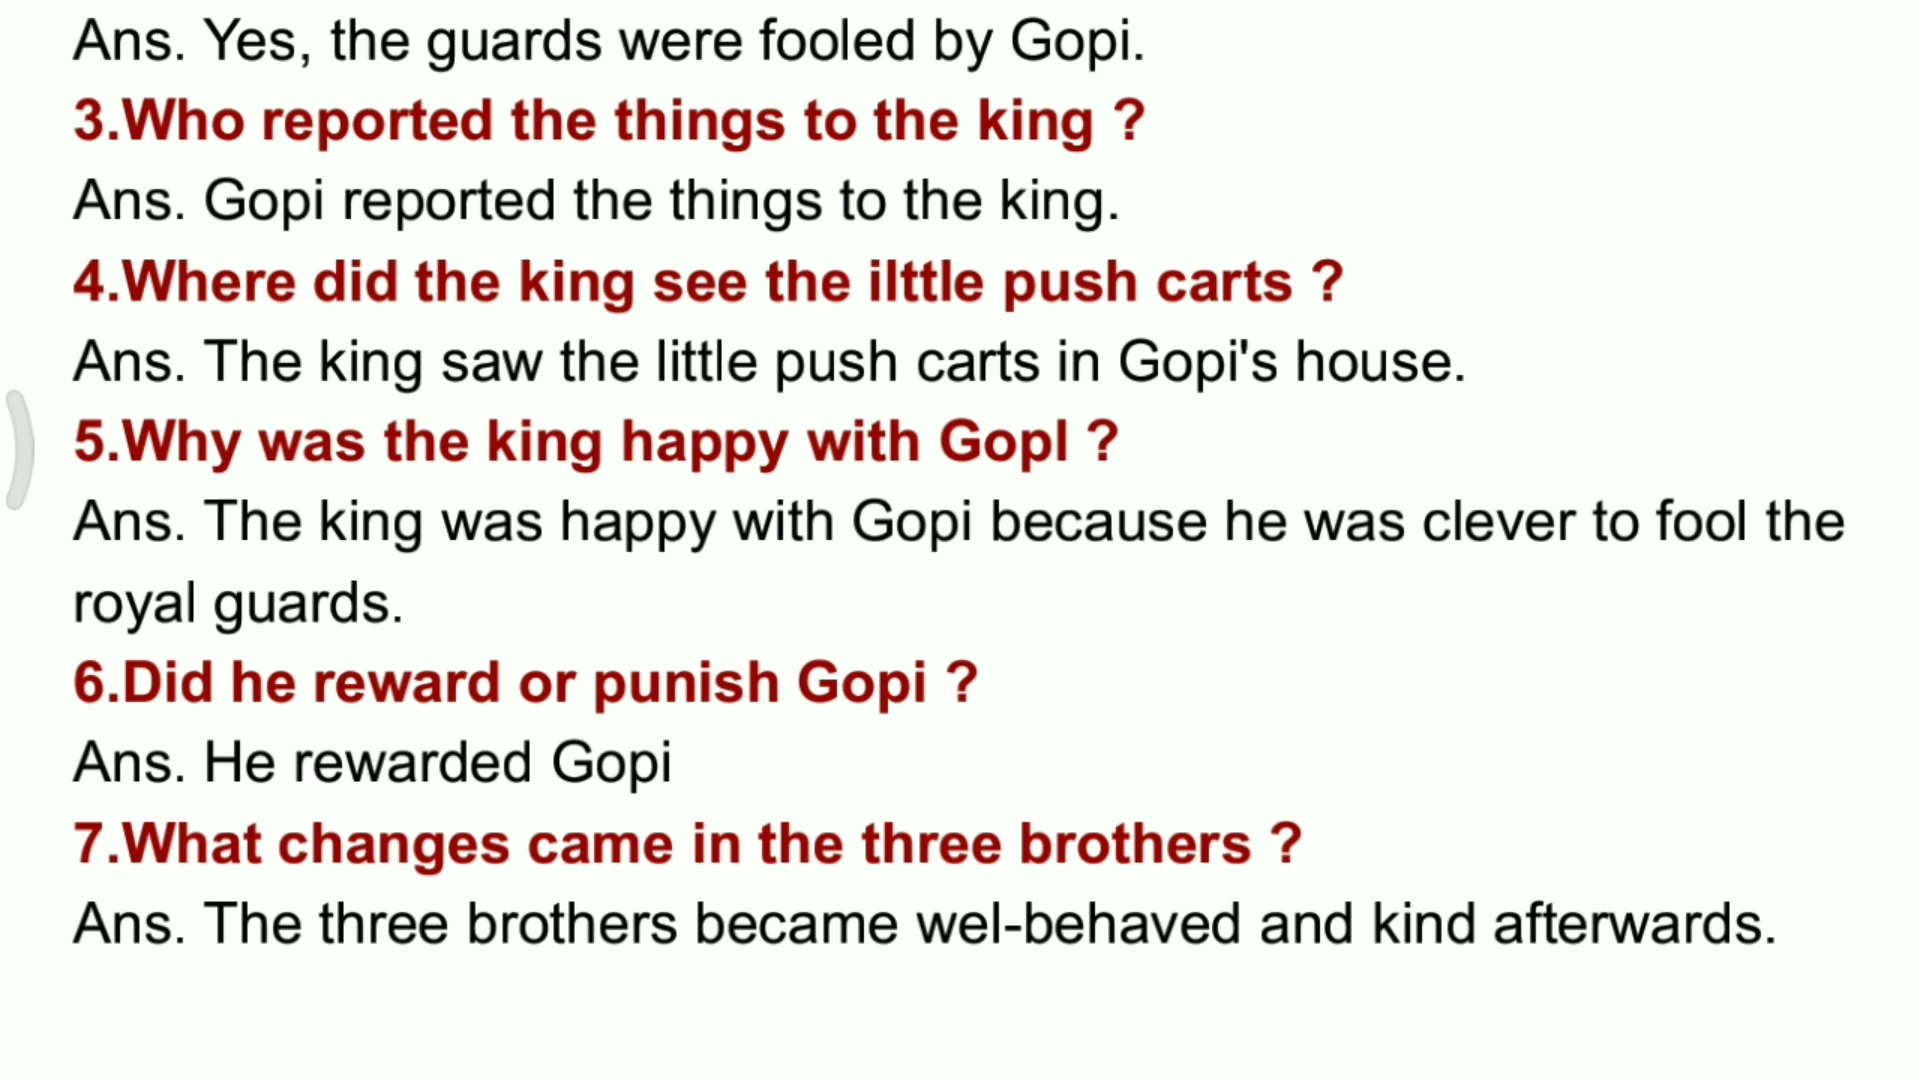 Ans. Yes, the guards were fooled by Gopi.
3.Who reported the things to the king ?
Ans. Gopi reported the things to the king.
4.Where did the king see the ilttle push carts ?
Ans. The king saw the little push carts in Gopi's house.
5.Why was the king happy with Gopl ?
Ans. The king was happy with Gopi because he was clever to fool the
royal guards.
6.Did he reward or punish Gopi ?
Ans. He rewarded Gopi
7.What changes came in the three brothers ?
Ans. The three brothers became wel-behaved and kind afterwards.